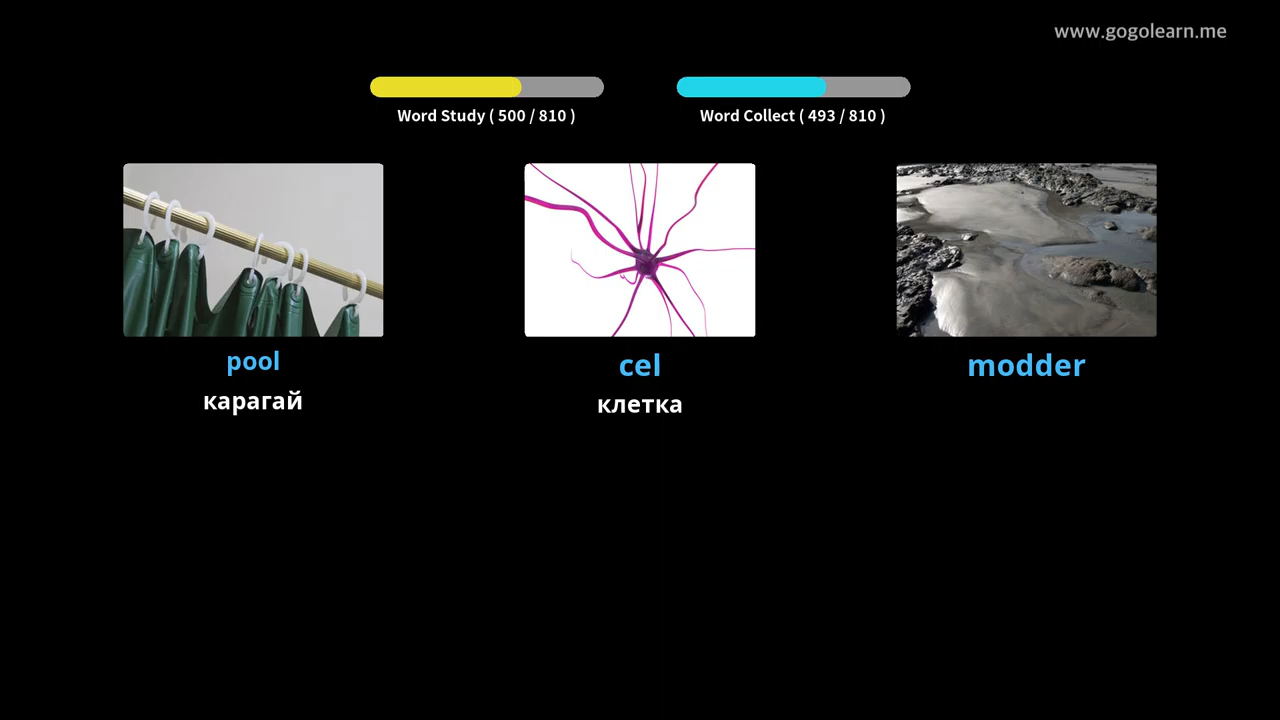 www.gogolearn.me
Word Study ( 500 / 810 )
Word Collect ( 493 / 810 )
pool
карагай
cel
клетка
modder